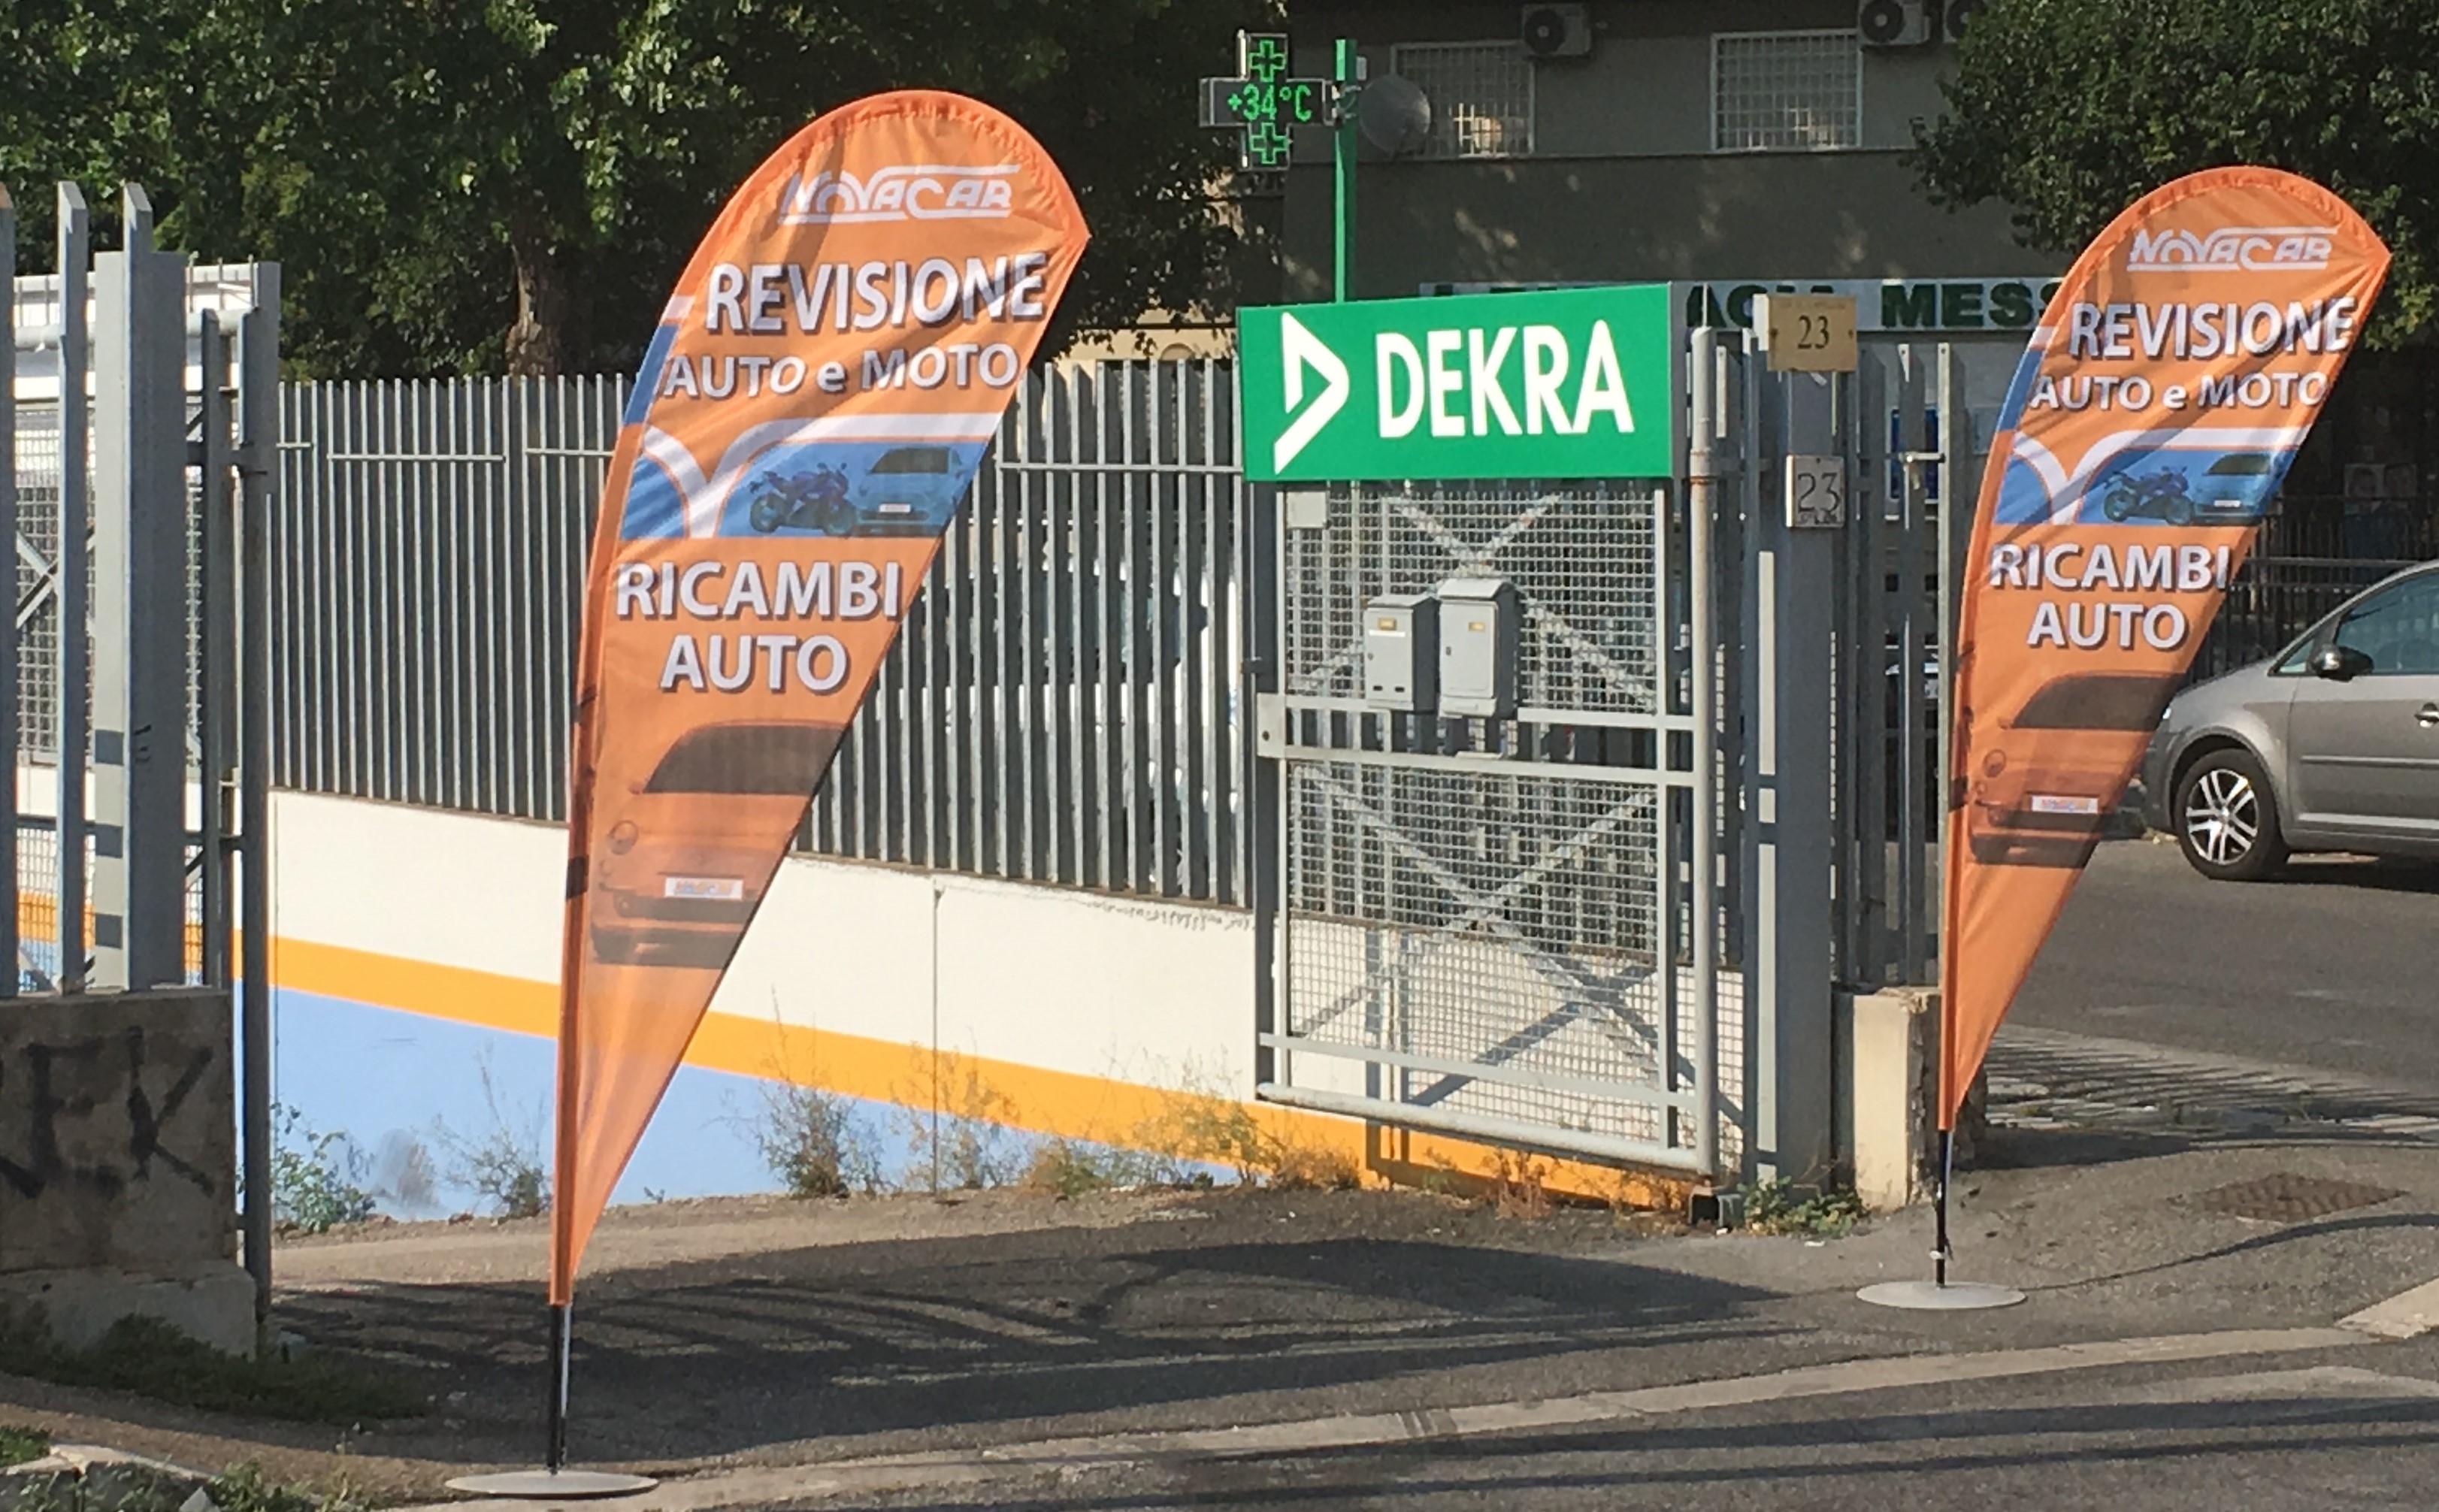 +34°C
NOVACAR
REVISIONE
AUTO e MOTO
RICAMBI
AUTO
DEKRA
MESS
23
23
NOVACAR
REVISIONE
AUTO e MOTO
RICAMBI
AUTO